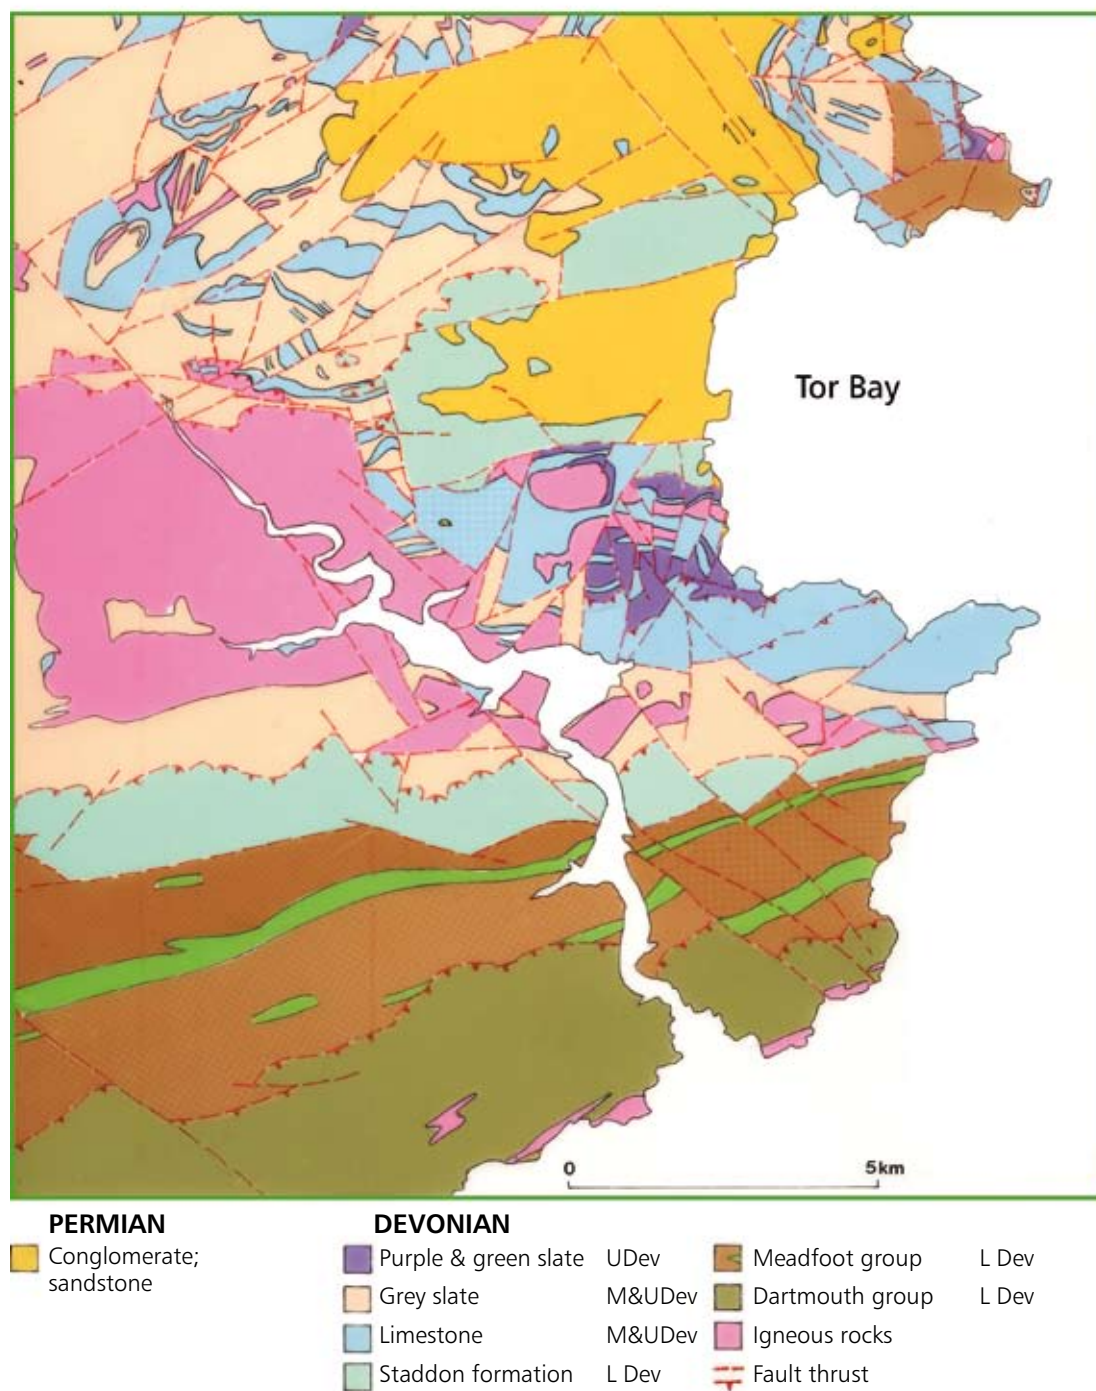 Tor Bay
0 5km
PERMIAN
Conglomerate;
sandstone
DEVONIAN
Purple & green slate UDev
Grey slate M&UDev
Limestone M&UDev
Staddon formation L Dev
Meadfoot group L Dev
Dartmouth group L Dev
Igneous rocks
Fault thrust